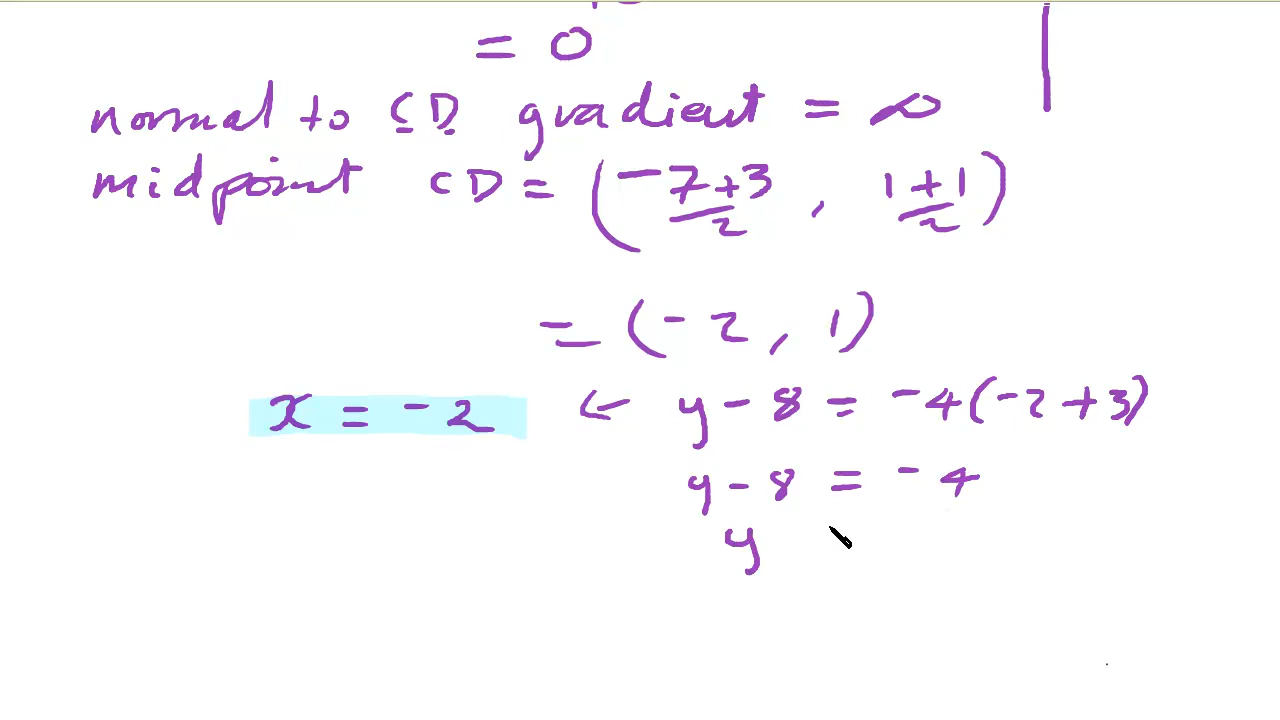 = 0
normal to CD gradient = ∞
midpoint CD = (-7+3/2 , 1+1/2)
= (-2 , 1)
x = -2 ← y - 8 = -4(-2+3)
y - 8 = -4
y